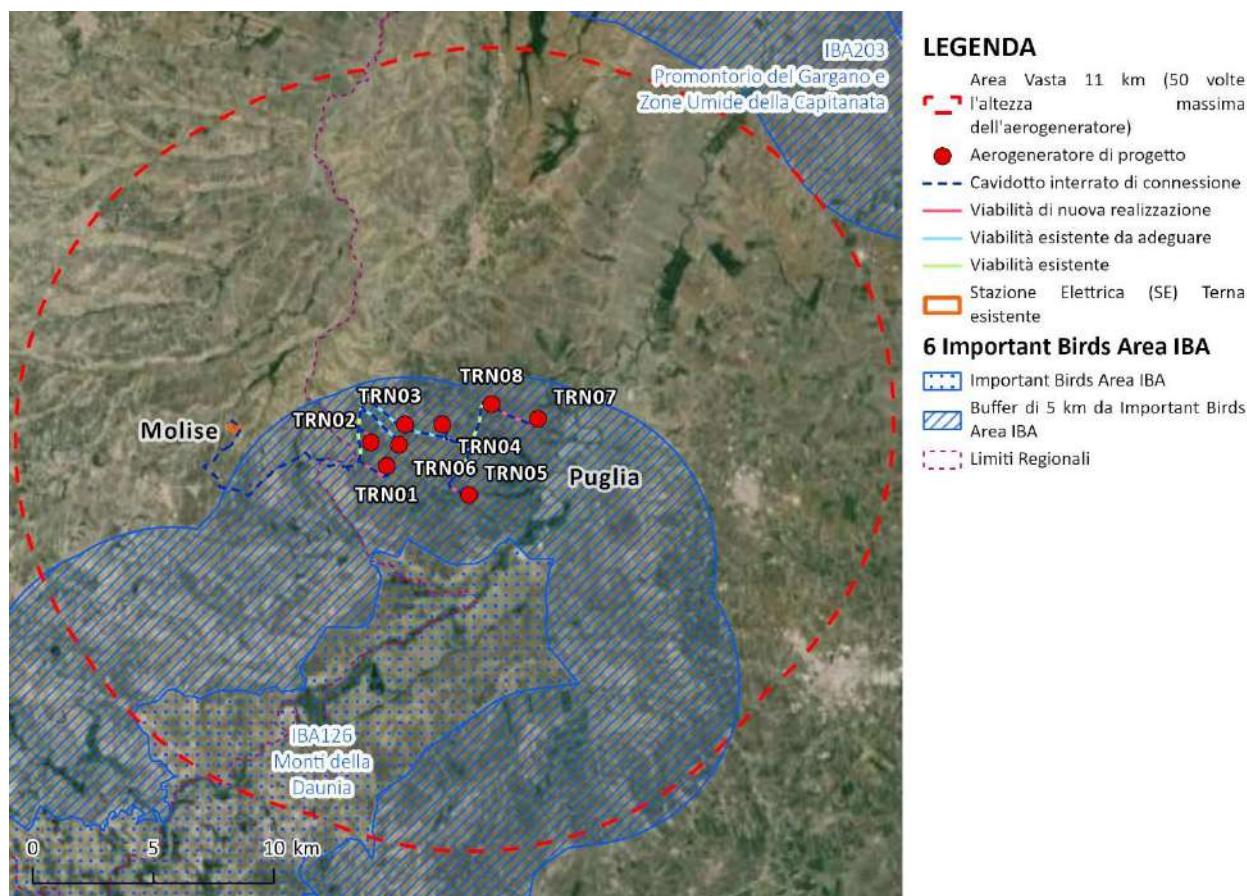 IBA203
Promontorio del Gargano e
Zone Umide della Capitanata
TRN08
TRN03
TRN07
TRN02
Molise
TRN04
TRN06
TRN05
Puglia
TRN01
IBA126
Monti della
Daunia
0 5 10 km
LEGENDA
Area Vasta 11 km (50 volte
l'altezza massima
dell'aerogeneratore)
Aerogeneratore di progetto
Cavidotto interrato di connessione
Viabilità di nuova realizzazione
Viabilità esistente da adeguare
Viabilità esistente
Stazione Elettrica (SE) Terna
esistente
6 Important Birds Area IBA
Important Birds Area IBA
Buffer di 5 km da Important Birds
Area IBA
Limiti Regionali